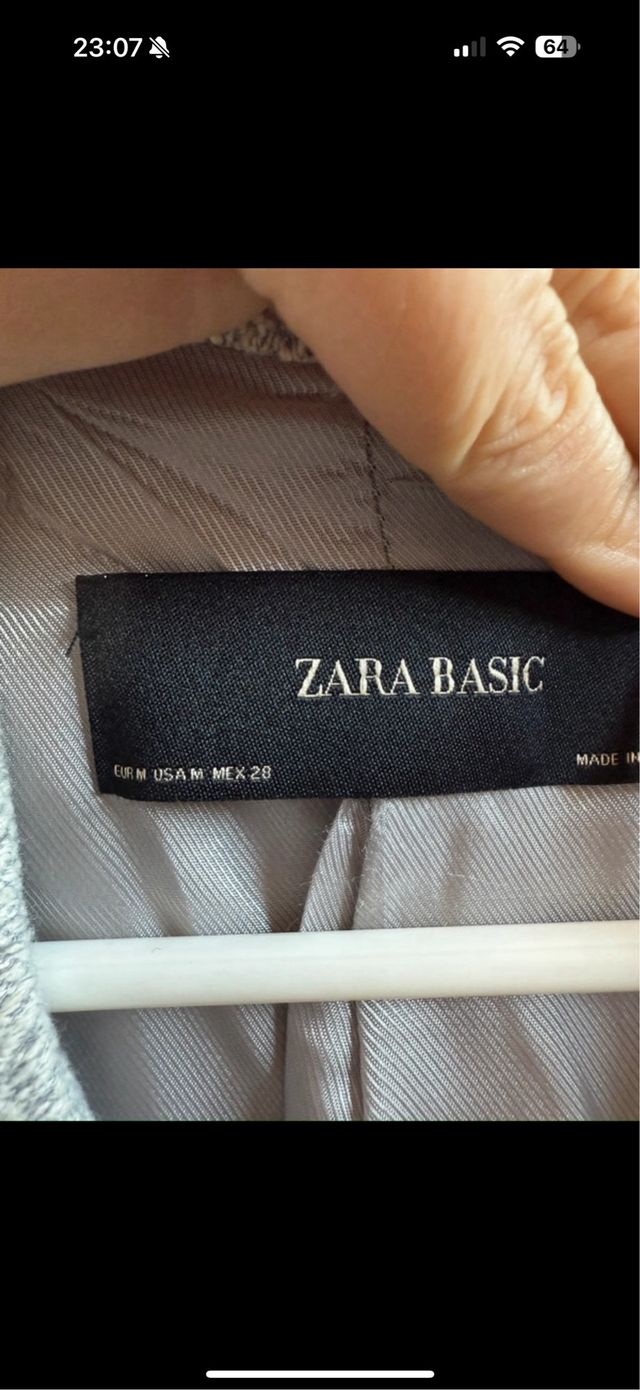 23:07
64
ZARA BASIC
EUR M USA M MEX 28
MADE IN